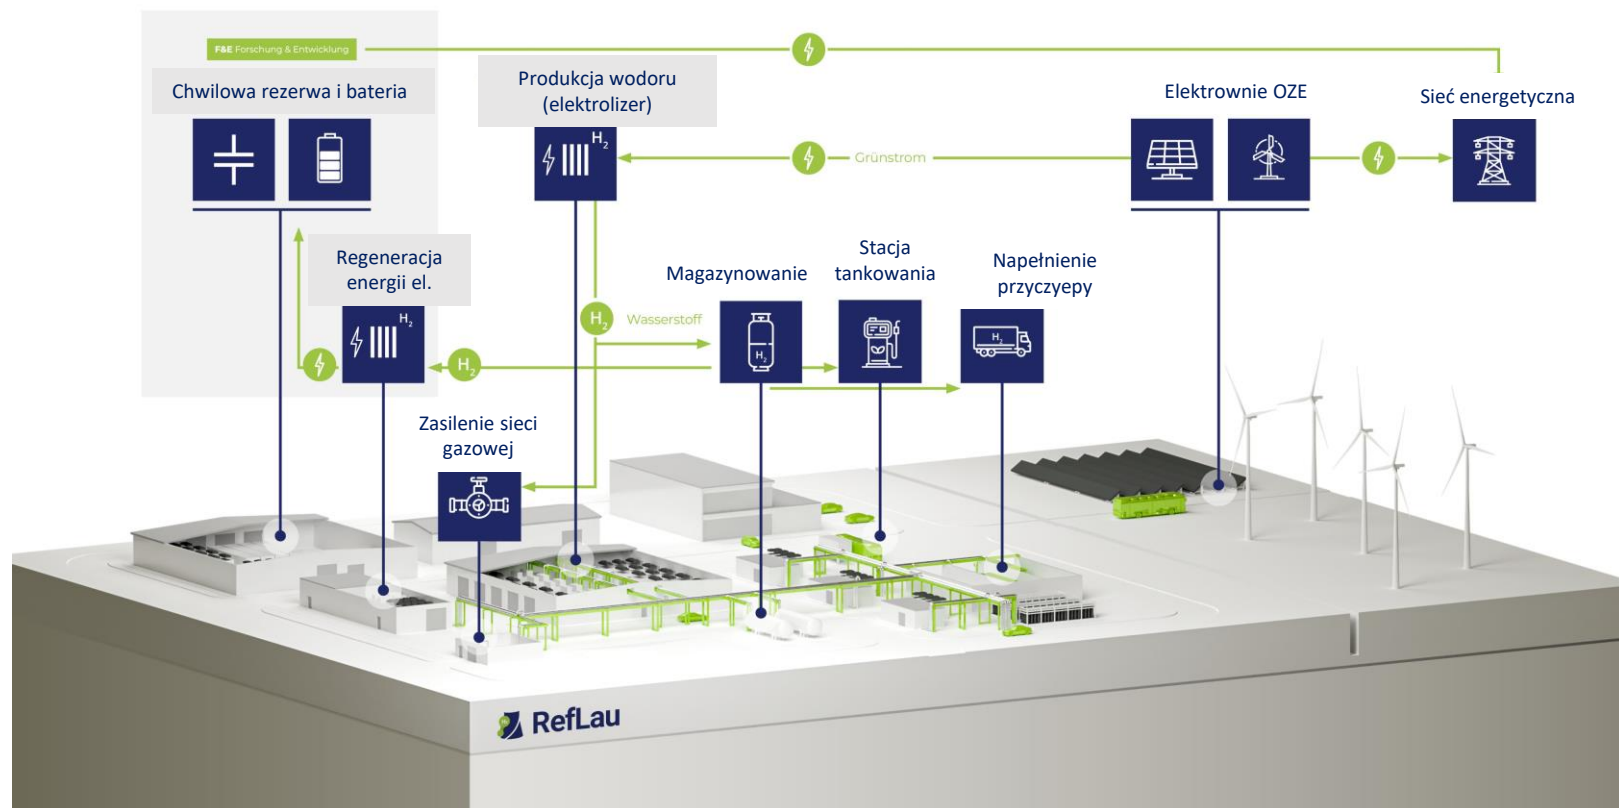 F&E Forschung & Entwicklung
Chwilowa rezerwa i bateria
Produkcja wodoru
(elektrolizer)
Elektrownie OZE
Sieć energetyczna
H2
Grünstrom
Regeneracja
energii el.
H2
Magazynowanie
Stacja
tankowania
Napełnienie
przyczyepy
H2
Wasserstoff
H2
H2
H2
Zasilenie sieci
gazowej
RefLau